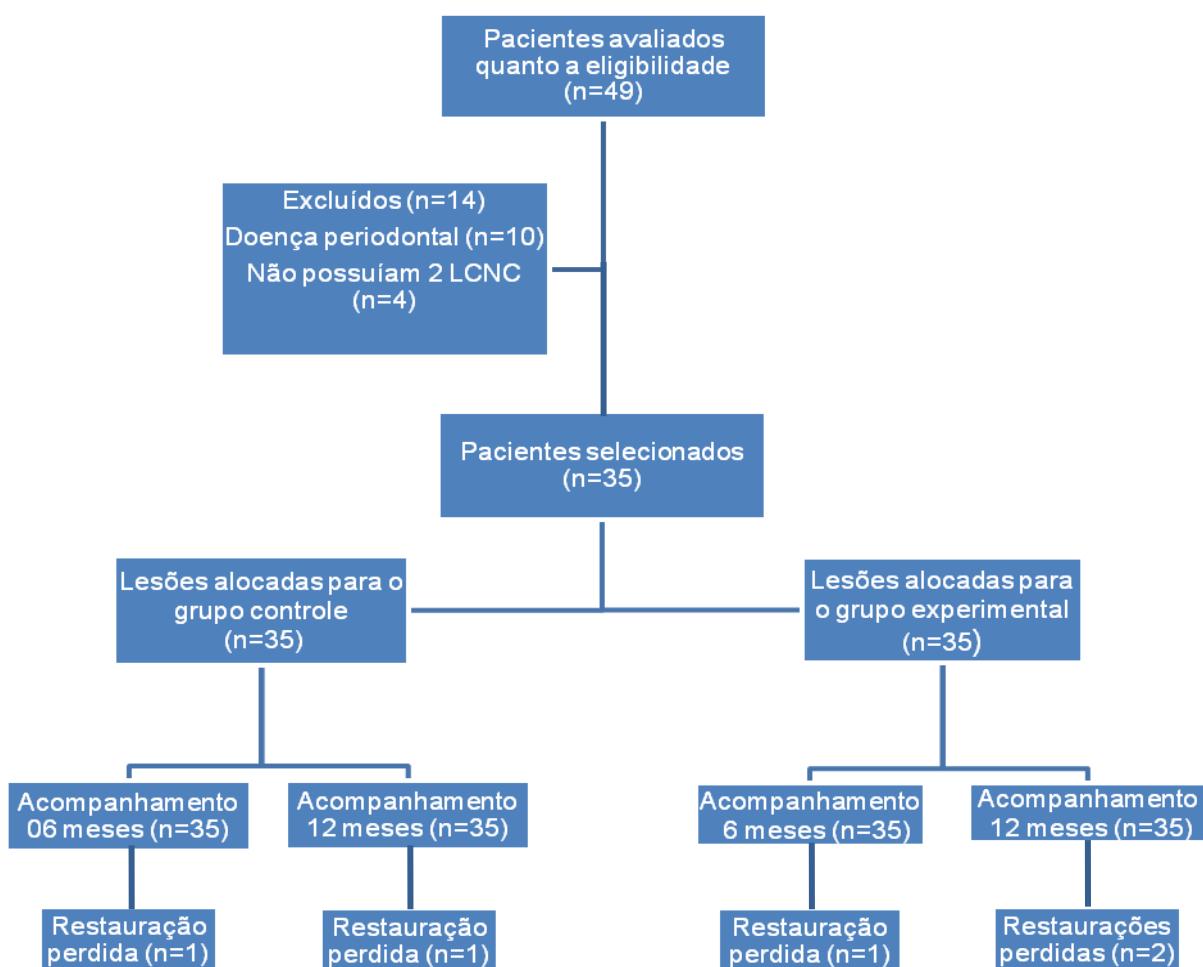 Pacientes avaliados
quanto a eligibilidade
(n=49)
Excluídos (n=14)
Doença periodontal (n=10)
Não possuíam 2 LCNC
(n=4)
Pacientes selecionados
(n=35)
Lesões alocadas para o
grupo controle
(n=35)
Lesões alocadas para
o grupo experimental
(n=35)
Acompanhamento
06 meses (n=35)
Acompanhamento
12 meses (n=35)
Acompanhamento
6 meses (n=35)
Acompanhamento
12 meses (n=35)
Restauração
perdida (n=1)
Restauração
perdida (n=1)
Restauração
perdida (n=1)
Restaurações
perdidas (n=2)